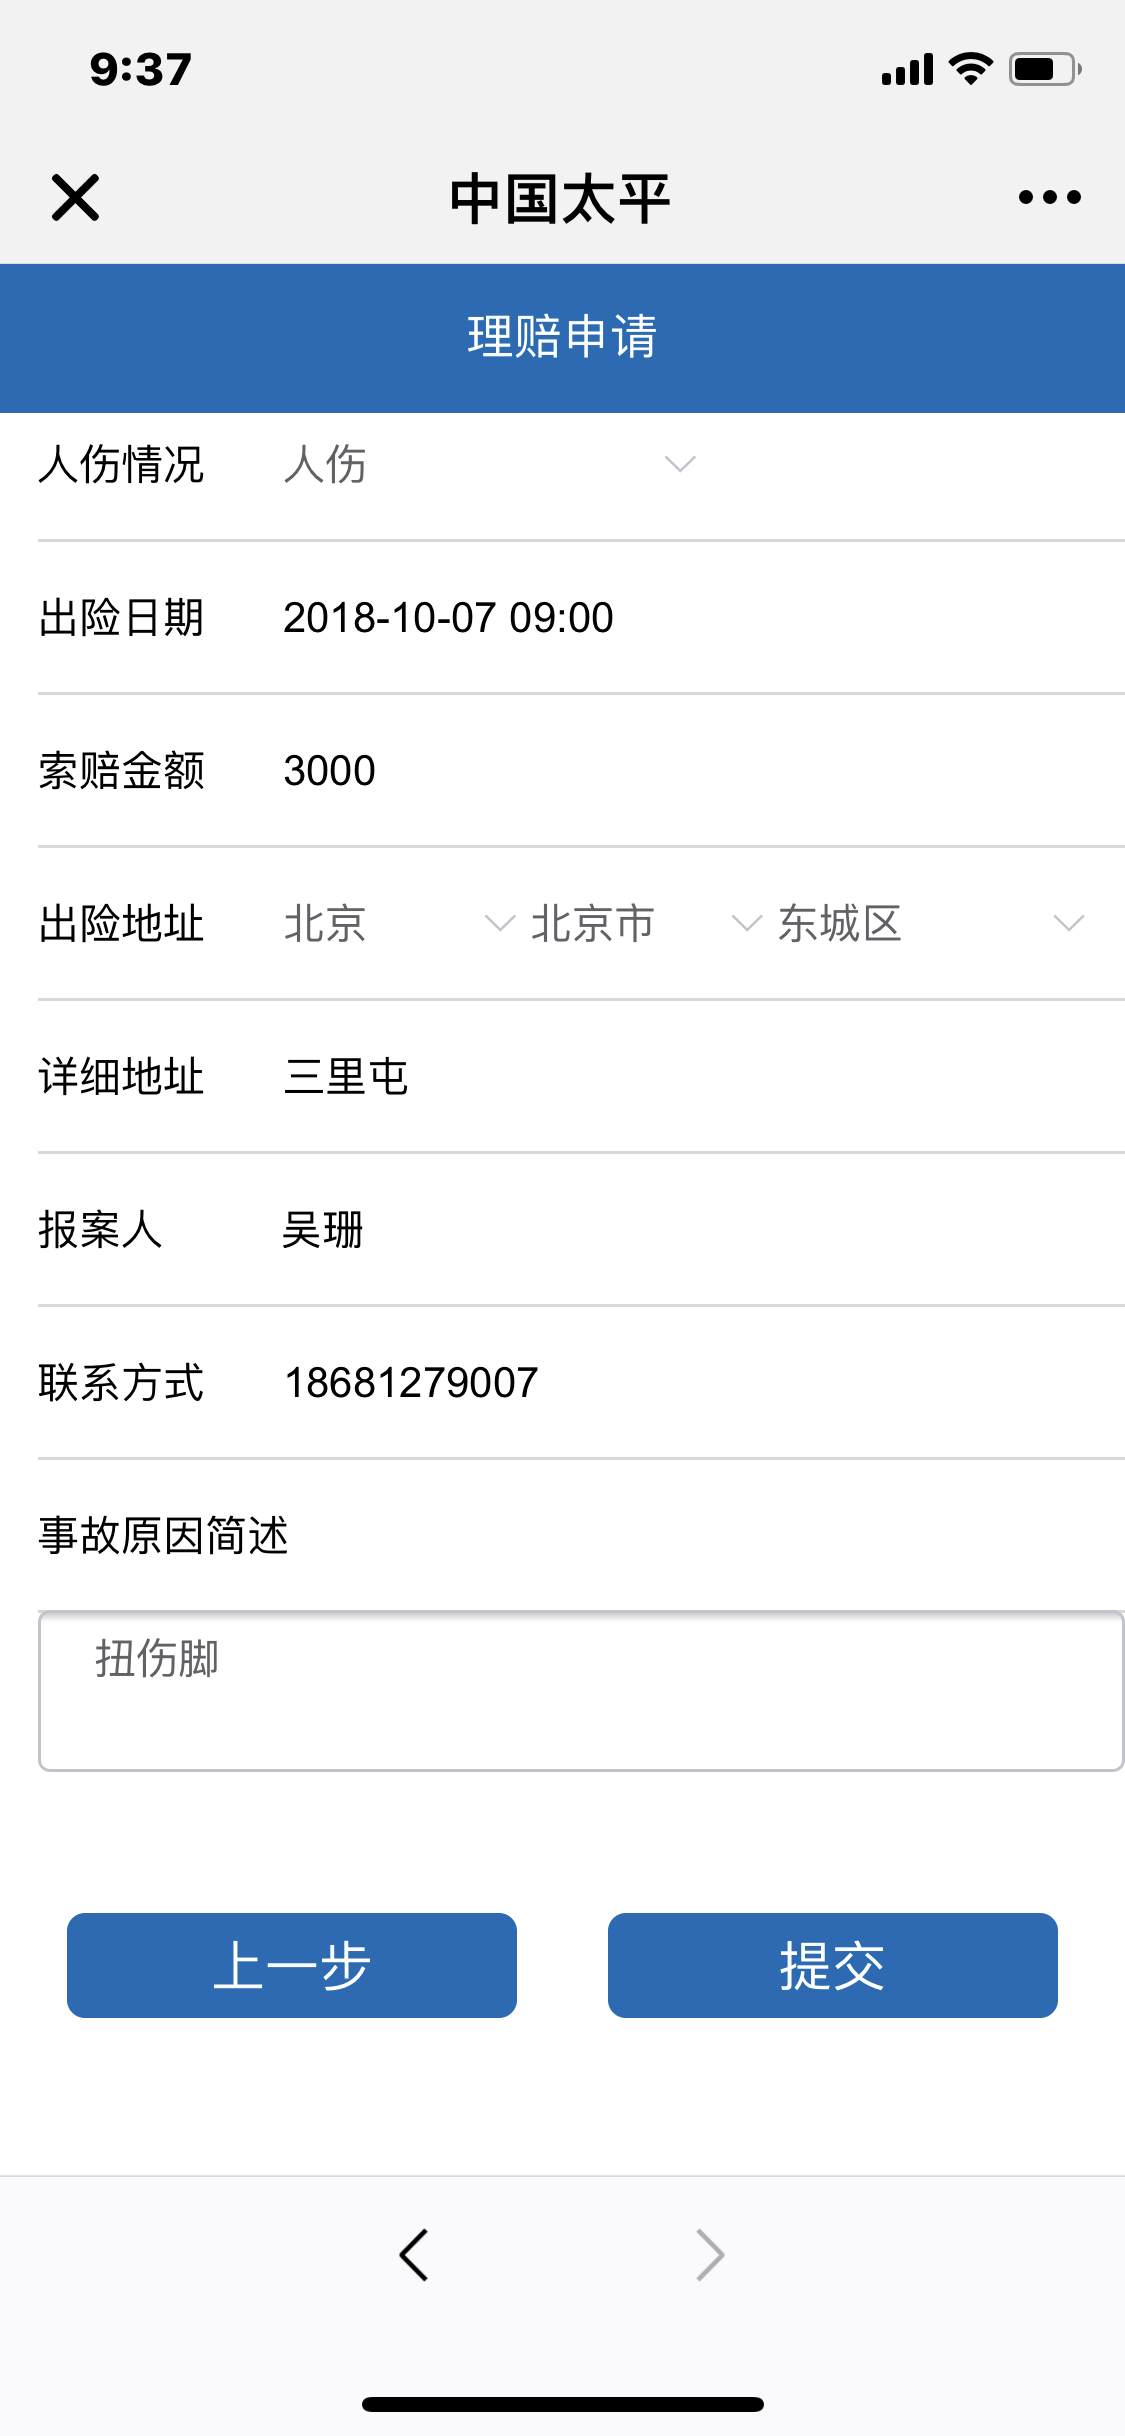 9:37
中国太平
理赔申请
人伤情况 人伤
出险日期 2018-10-07 09:00
索赔金额 3000
出险地址 北京 北京市 东城区
详细地址 三里屯
报案人 吴珊
联系方式 18681279007
事故原因简述
扭伤脚
上一步 提交